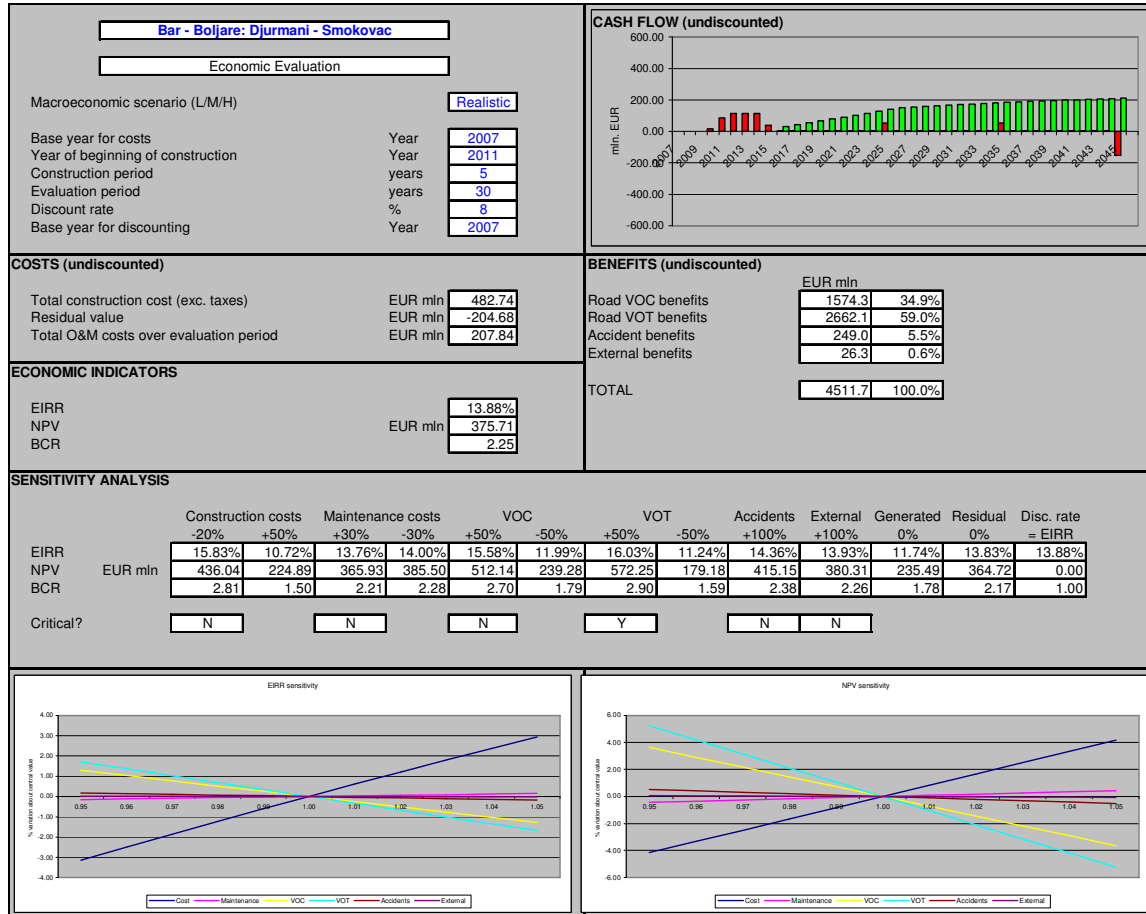 Bar - Boljare: Djurmani - Smokovac
Economic Evaluation
Macroeconomic scenario (L/M/H) Realistic
Base year for costs Year 2007
Year of beginning of construction Year 2011
Construction period years 5
Evaluation period years 30
Discount rate % 8
Base year for discounting Year 2007
CASH FLOW (undiscounted)
mln. EUR
600.00
400.00
200.00
0.00
-200.00
-400.00
-600.00
2007 2009 2011 2013 2015 2017 2019 2021 2023 2025 2027 2029 2031 2033 2035 2037 2039 2041 2043 2045
COSTS (undiscounted)
Total construction cost (exc. taxes) EUR mln 482.74
Residual value EUR mln -204.68
Total O&M costs over evaluation period EUR mln 207.84
BENEFITS (undiscounted)
EUR mln
Road VOC benefits 1574.3 34.9%
Road VOT benefits 2662.1 59.0%
Accident benefits 249.0 5.5%
External benefits 26.3 0.6%
TOTAL 4511.7 100.0%
ECONOMIC INDICATORS
EIRR 13.88%
NPV EUR mln 375.71
BCR 2.25
SENSITIVITY ANALYSIS
Construction costs Maintenance costs VOC VOT Accidents External Generated Residual Disc. rate
-20% +50% +30% -30% +50% -50% +50% -50% +100% +100% 0% 0% = EIRR
EIRR 15.83% 10.72% 13.76% 14.00% 15.58% 11.99% 16.03% 11.24% 14.36% 13.93% 11.74% 13.83% 13.88%
NPV EUR mln 436.04 224.89 365.93 385.50 512.14 239.28 572.25 179.18 415.15 380.31 235.49 364.72 0.00
BCR 2.81 1.50 2.21 2.28 2.70 1.79 2.90 1.59 2.38 2.26 1.78 2.17 1.00
Critical? N N N Y N N
EIRR sensitivity
% variation about central value
4.00
3.00
2.00
1.00
0.00
-1.00
-2.00
-3.00
-4.00
0.95 0.96 0.97 0.98 0.99 1.00 1.01 1.02 1.03 1.04 1.05
Cost Maintenance VOC VOT Accidents External
NPV sensitivity
% variation about central value
6.00
4.00
2.00
0.00
-2.00
-4.00
-6.00
0.95 0.96 0.97 0.98 0.99 1.00 1.01 1.02 1.03 1.04 1.05
Cost Maintenance VOC VOT Accidents External